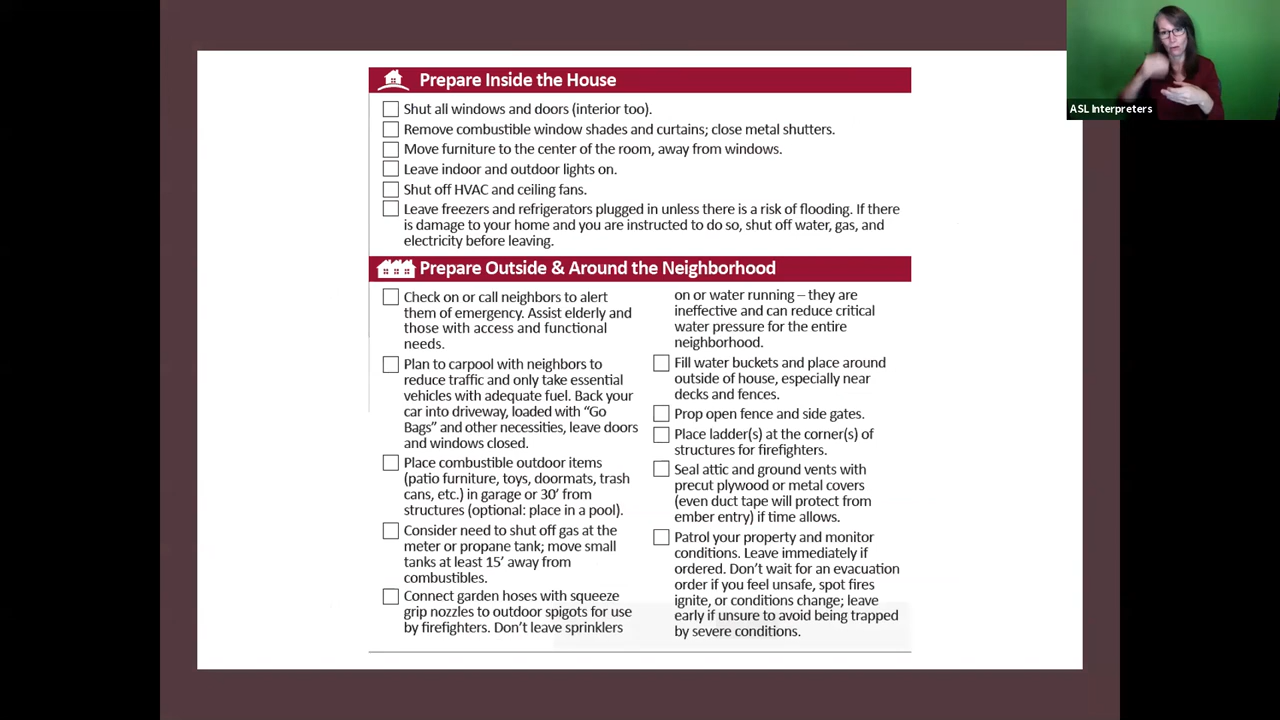 Prepare Inside the House
Shut all windows and doors (interior too).
Remove combustible window shades and curtains; close metal shutters.
Move furniture to the center of the room, away from windows.
Leave indoor and outdoor lights on.
Shut off HVAC and ceiling fans.
Leave freezers and refrigerators plugged in unless there is a risk of flooding. If there
is damage to your home and you are instructed to do so, shut off water, gas, and
electricity before leaving.
Prepare Outside & Around the Neighborhood
Check on or call neighbors to alert
them of emergency. Assist elderly and
those with access and functional
needs.
Plan to carpool with neighbors to
reduce traffic and only take essential
vehicles with adequate fuel. Back your
car into driveway, loaded with “Go
Bags” and other necessities, leave doors
and windows closed.
Place combustible outdoor items
(patio furniture, toys, doormats, trash
cans, etc.) in garage or 30’ from
structures (optional: place in a pool).
Consider need to shut off gas at the
meter or propane tank; move small
tanks at least 15’ away from
combustibles.
Connect garden hoses with squeeze
grip nozzles to outdoor spigots for use
by firefighters. Don’t leave sprinklers
on or water running – they are
ineffective and can reduce critical
water pressure for the entire
neighborhood.
Fill water buckets and place around
outside of house, especially near
decks and fences.
Prop open fence and side gates.
Place ladder(s) at the corner(s) of
structures for firefighters.
Seal attic and ground vents with
precut plywood or metal covers
(even duct tape will protect from
ember entry) if time allows.
Patrol your property and monitor
conditions. Leave immediately if
ordered. Don’t wait for an evacuation
order if you feel unsafe, spot fires
ignite, or conditions change; leave
early if unsure to avoid being trapped
by severe conditions.
ASL Interpreters